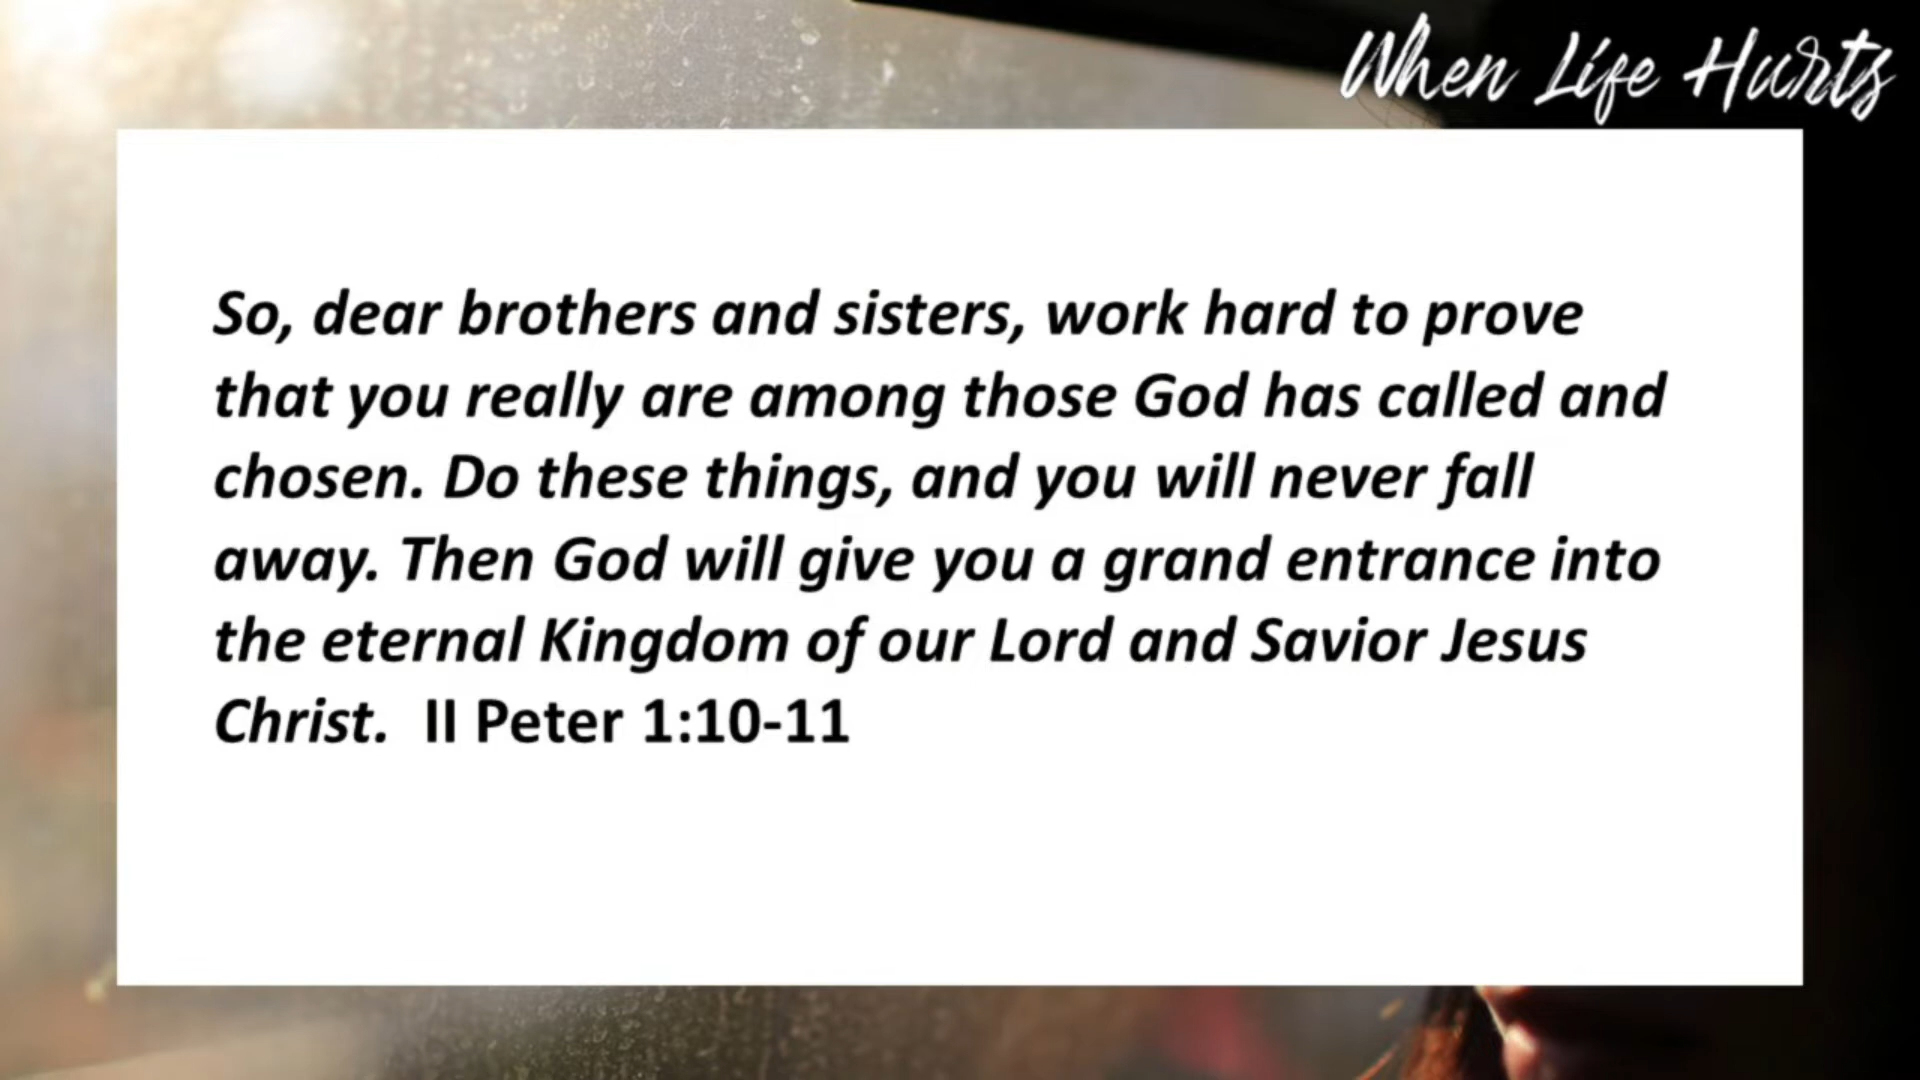 When Life Hurts
So, dear brothers and sisters, work hard to prove
that you really are among those God has called and
chosen. Do these things, and you will never fall
away. Then God will give you a grand entrance into
the eternal Kingdom of our Lord and Savior Jesus
Christ.  II Peter 1:10-11